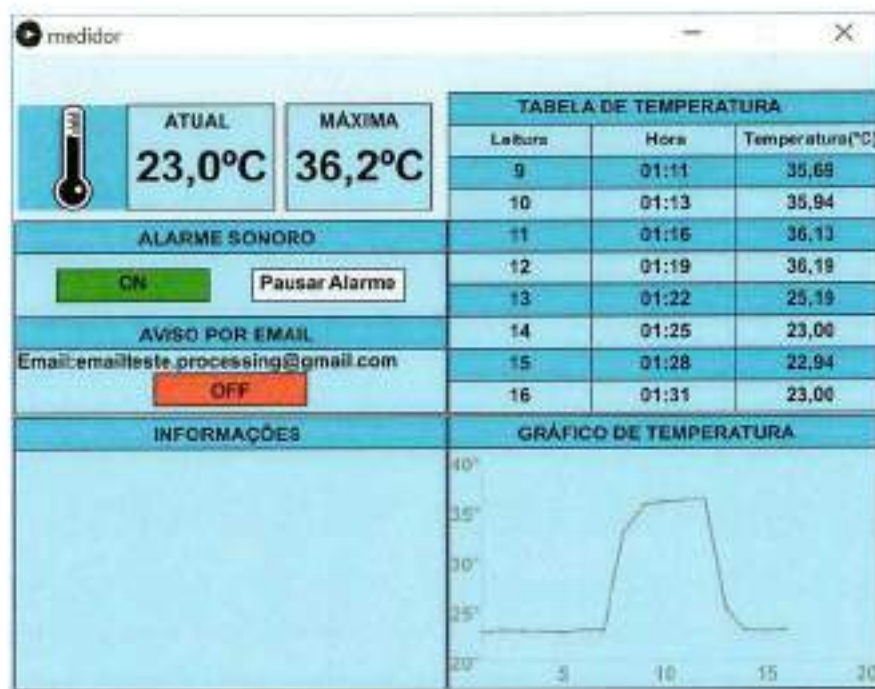 medidor
ATUAL
23,0ºC
MÁXIMA
36,2ºC
ALARME SONORO
ON
Pausar Alarme
AVISO POR EMAIL
Email:emailteste.processing@gmail.com
OFF
INFORMAÇÕES
TABELA DE TEMPERATURA
Leitura Hora Temperatura(ºC)
9 01:11 35,69
10 01:13 35,94
11 01:16 36,13
12 01:19 36,19
13 01:22 25,19
14 01:25 23,00
15 01:28 22,94
16 01:31 23,00
GRÁFICO DE TEMPERATURA
40°
35°
30°
25°
20°
5 10 15 20